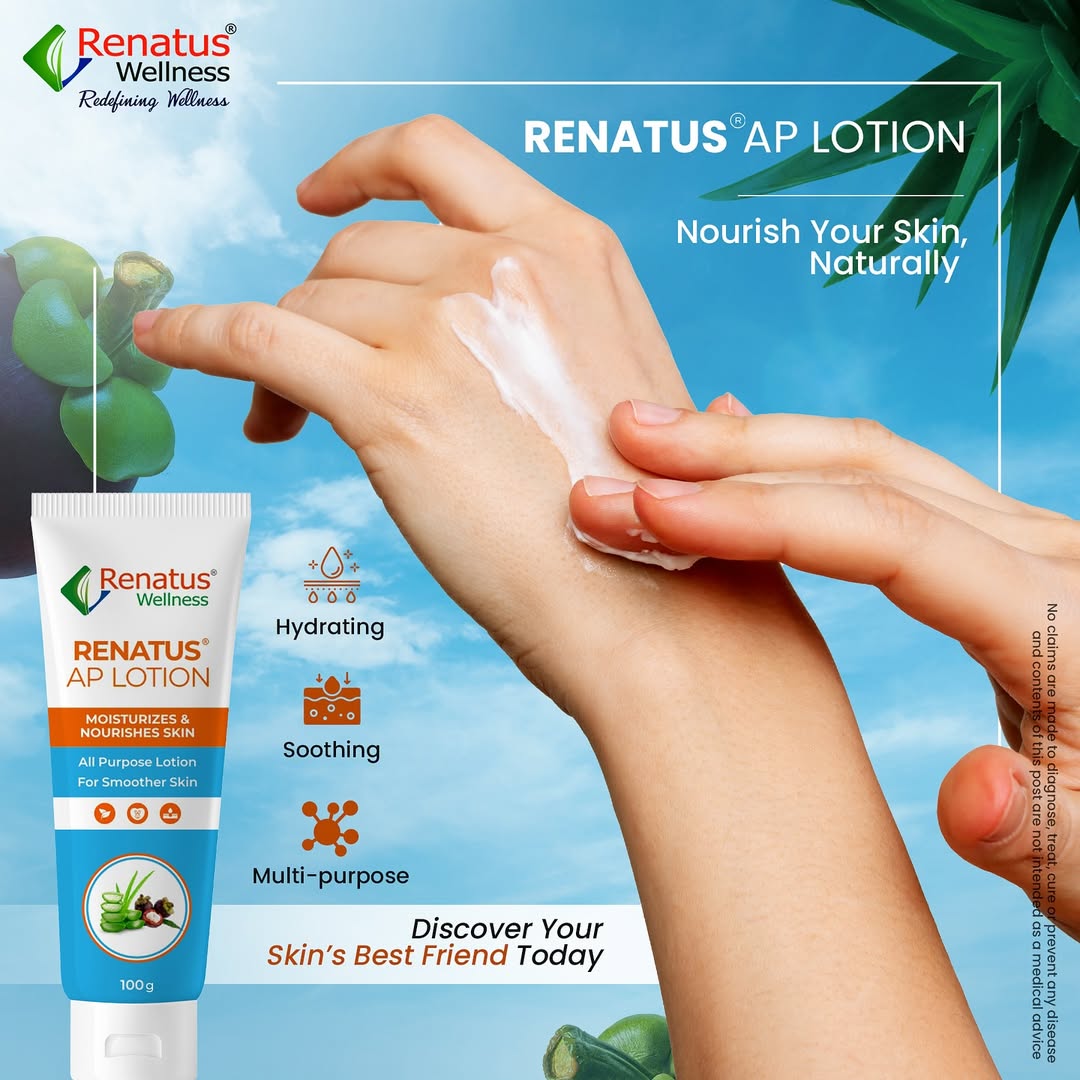 Renatus®
Wellness
Redefining Wellness
RENATUS® AP LOTION
Nourish Your Skin,
Naturally
Renatus®
Wellness
RENATUS®
AP LOTION
MOISTURIZES &
NOURISHES SKIN
All Purpose Lotion
For Smoother Skin
100g
Hydrating
Soothing
Multi-purpose
Discover Your
Skin's Best Friend Today
No claims are made to diagnose, treat, cure or prevent any disease
and contents of this post are not intended as a medical advice